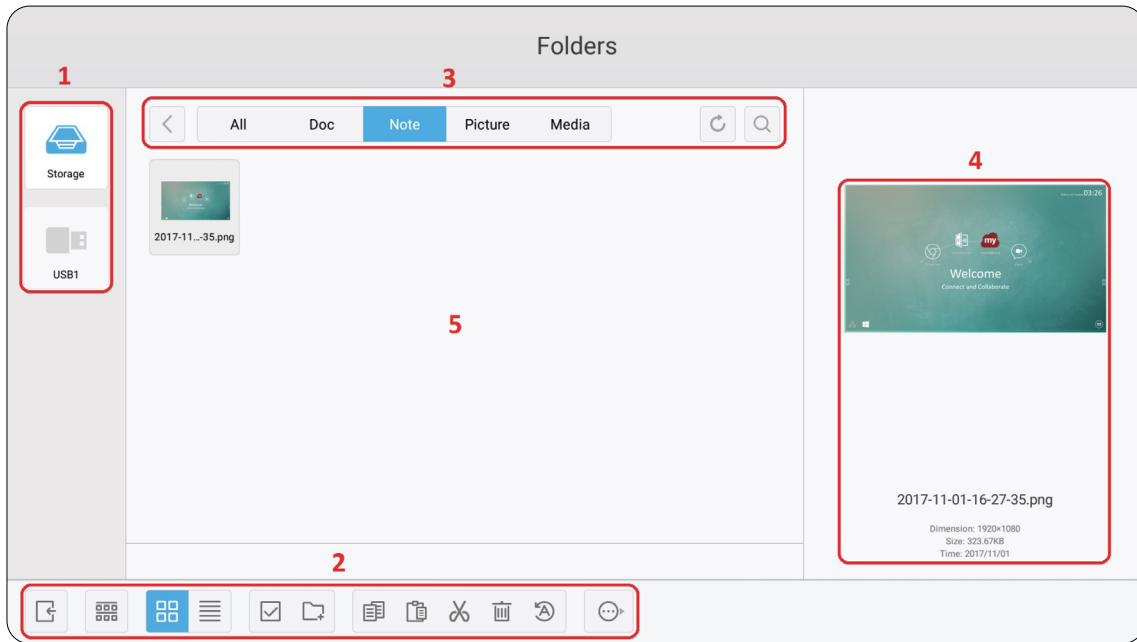 Folders
1
3
All
Doc
Note
Picture
Media
Storage
USB1
2017-11...-35.png
5
4
03:26
my
Welcome
Connect and Collaborate
2017-11-01-16-27-35.png
Dimension: 1920×1080
Size: 323.67KB
Time: 2017/11/01
2